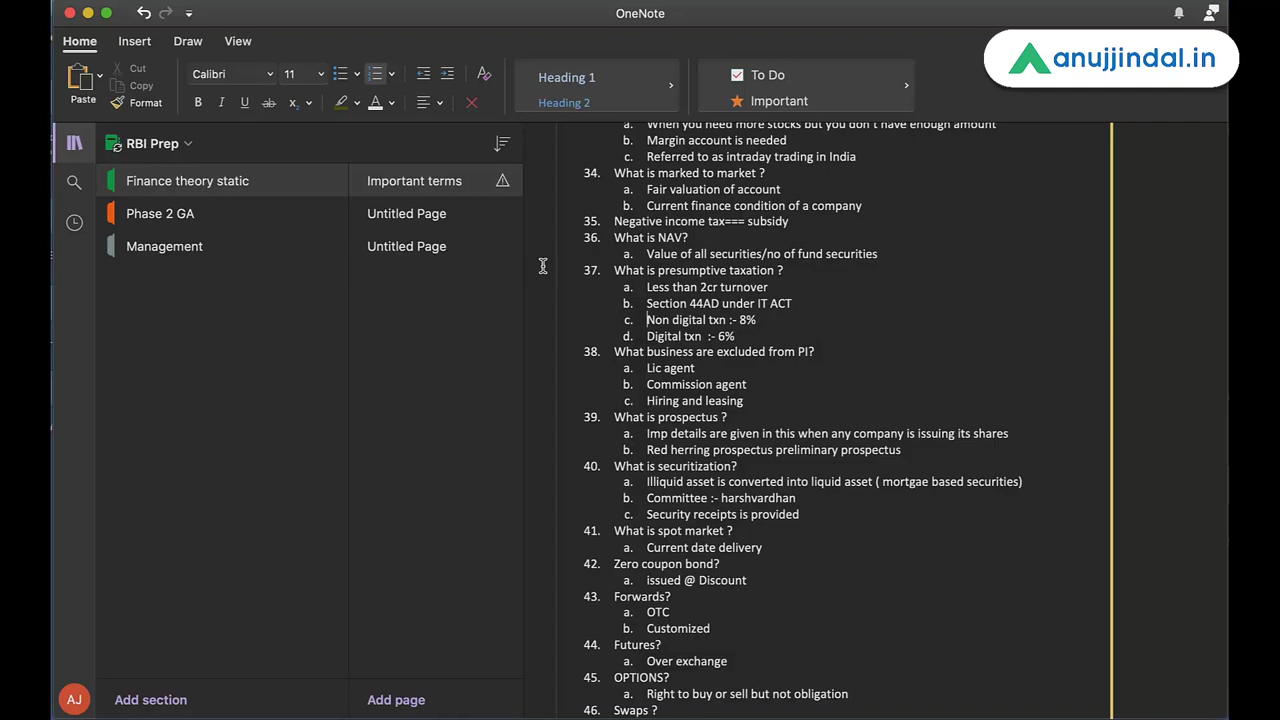 OneNote
Home Insert Draw View
anujjindal.in
Paste
Cut
Copy
Format
Calibri 11
B I U ab x
A
Heading 1
Heading 2
To Do
Important
RBI Prep
Finance theory static
Phase 2 GA
Management
Important terms
Untitled Page
Untitled Page
a. When you need more stocks but you don't have enough amount
b. Margin account is needed
c. Referred to as intraday trading in India
34. What is marked to market ?
a. Fair valuation of account
b. Current finance condition of a company
35. Negative income tax=== subsidy
36. What is NAV?
a. Value of all securities/no of fund securities
37. What is presumptive taxation ?
a. Less than 2cr turnover
b. Section 44AD under IT ACT
c. Non digital txn :- 8%
d. Digital txn :- 6%
38. What business are excluded from PI?
a. Lic agent
b. Commission agent
c. Hiring and leasing
39. What is prospectus ?
a. Imp details are given in this when any company is issuing its shares
b. Red herring prospectus preliminary prospectus
40. What is securitization?
a. Illiquid asset is converted into liquid asset ( mortgae based securities)
b. Committee :- harshvardhan
c. Security receipts is provided
41. What is spot market ?
a. Current date delivery
42. Zero coupon bond?
a. issued @ Discount
43. Forwards?
a. OTC
b. Customized
44. Futures?
a. Over exchange
45. OPTIONS?
a. Right to buy or sell but not obligation
46. Swaps ?
AJ
Add section
Add page